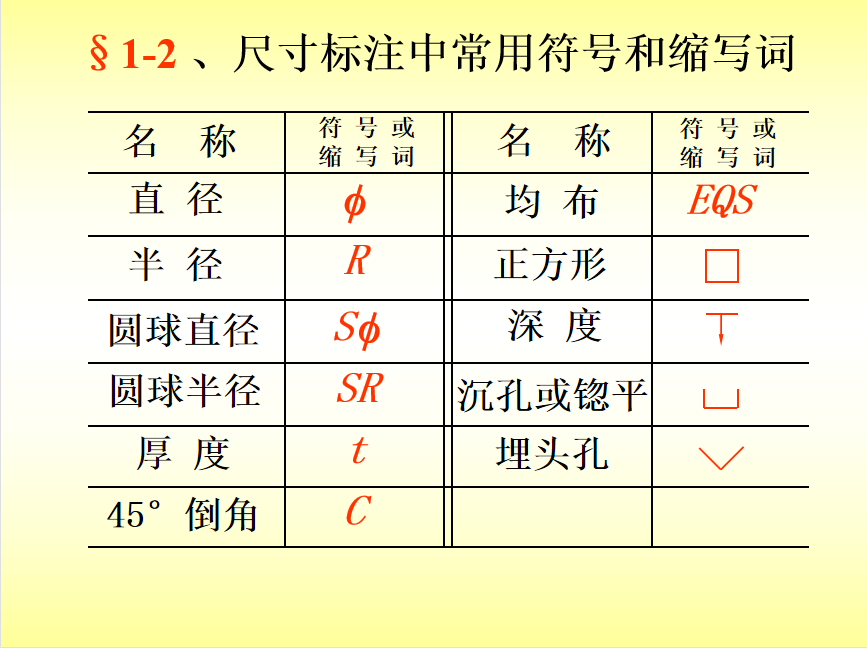 §1-2、尺寸标注中常用符号和缩写词
名 称 符号或缩写词 名 称 符号或缩写词
直 径 ϕ 均 布 EQS
半 径 R 正方形 □
圆球直径 Sϕ 深 度 ↧
圆球半径 SR 沉孔或锪平 ⌴
厚 度 t 埋头孔 ⌵
45° 倒角 C